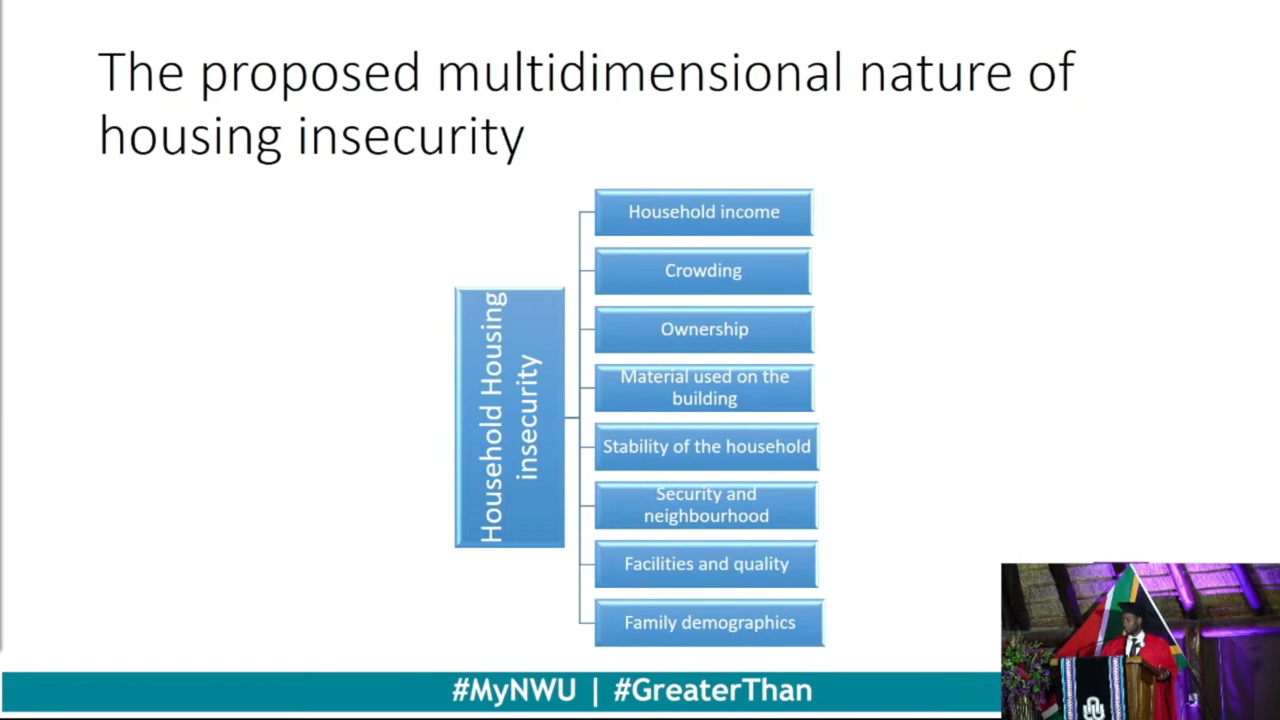 The proposed multidimensional nature of
housing insecurity
Household Housing
insecurity
Household income
Crowding
Ownership
Material used on the
building
Stability of the household
Security and
neighbourhood
Facilities and quality
Family demographics
#MyNWU | #GreaterThan